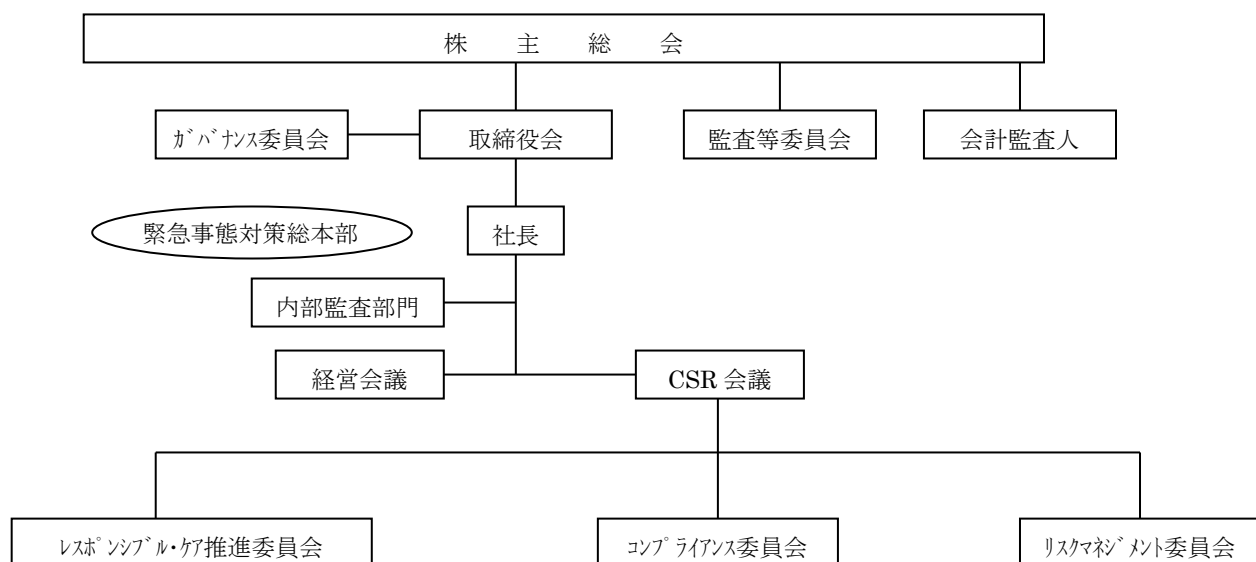 株 主 総 会
ガバナンス委員会
取締役会
監査等委員会
会計監査人
緊急事態対策総本部
社長
内部監査部門
経営会議
CSR 会議
レスポンシブル・ケア推進委員会
コンプライアンス委員会
リスクマネジメント委員会